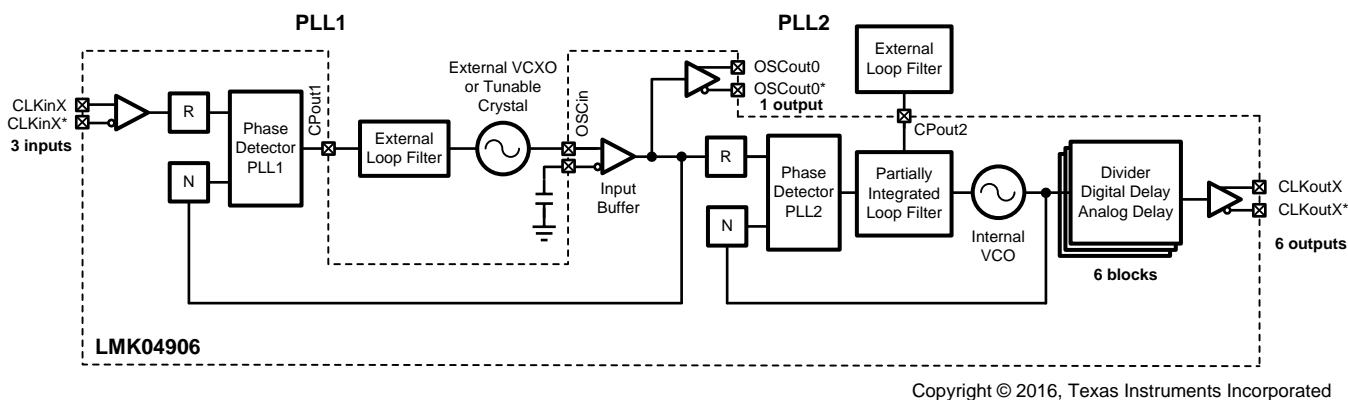 PLL1
PLL2
External
Loop Filter
External VCXO
or Tunable
Crystal
OSCout0
OSCout0*
1 output
CLKinX
CLKinX*
3 inputs
R
N
Phase
Detector
PLL1
CPout1
External
Loop Filter
OSCin
Input
Buffer
R
N
Phase
Detector
PLL2
CPout2
Partially
Integrated
Loop Filter
Internal
VCO
Divider
Digital Delay
Analog Delay
6 blocks
CLKoutX
CLKoutX*
6 outputs
LMK04906
Copyright © 2016, Texas Instruments Incorporated